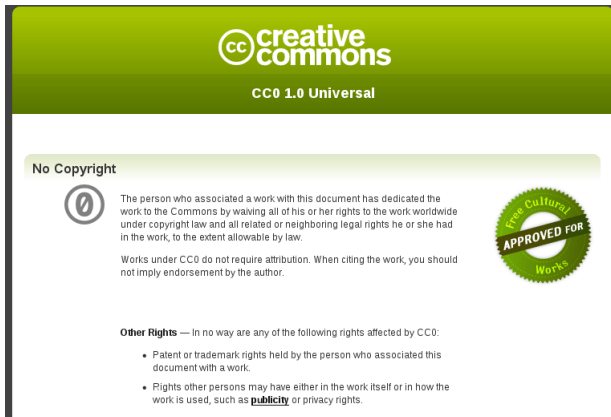 cc creative
commons
CC0 1.0 Universal
No Copyright
0
The person who associated a work with this document has dedicated the
work to the Commons by waiving all of his or her rights to the work worldwide
under copyright law and all related or neighboring legal rights he or she had
in the work, to the extent allowable by law.
Works under CC0 do not require attribution. When citing the work, you should
not imply endorsement by the author.
Free Cultural
APPROVED FOR
Works
Other Rights — In no way are any of the following rights affected by CC0:
• Patent or trademark rights held by the person who associated this
document with a work.
• Rights other persons may have either in the work itself or in how the
work is used, such as publicity or privacy rights.